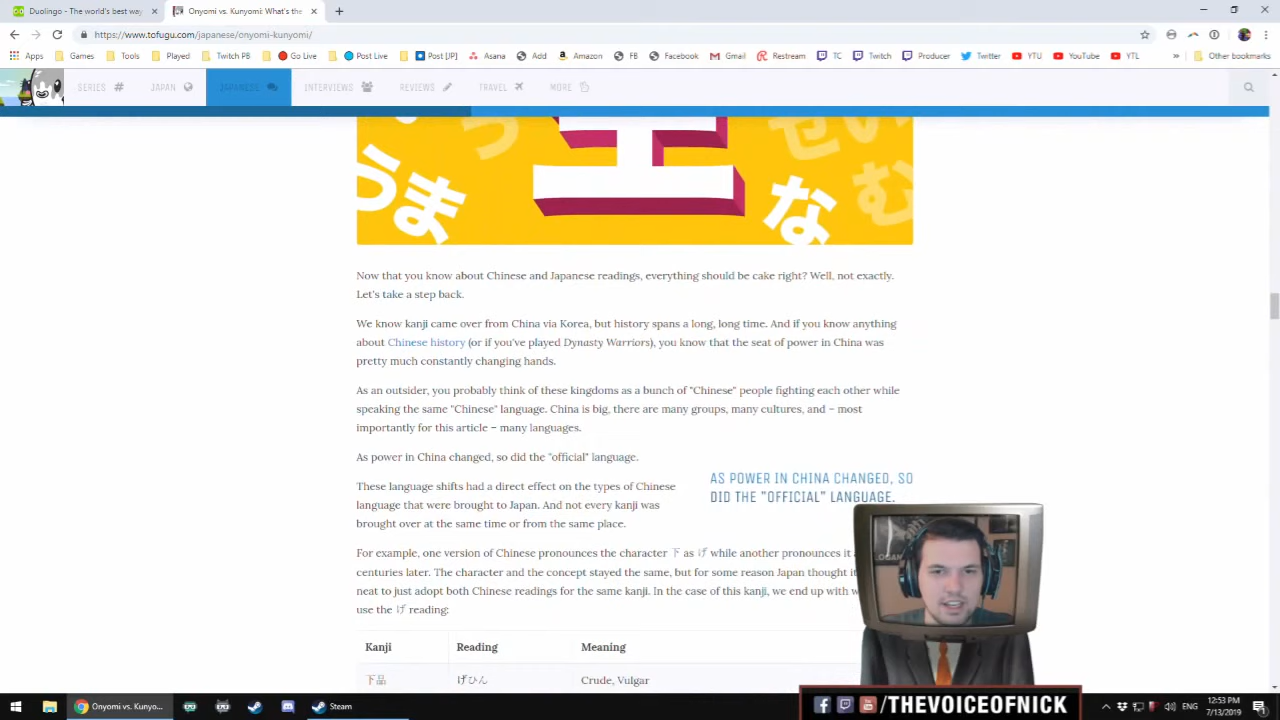 Duolingo - The world's best way
Onyomi vs. Kunyomi: What's the
https://www.tofugu.com/japanese/onyomi-kunyomi/
Apps Games Tools Played Twitch PB Go Live Post Live Post [JP] Asana Add Amazon FB Facebook Gmail Restream TC Twitch Producer Twitter YTU YouTube YTL » Other bookmarks
SERIES JAPAN JAPANESE INTERVIEWS REVIEWS TRAVEL MORE
う せい
うま な む
Now that you know about Chinese and Japanese readings, everything should be cake right? Well, not exactly.
Let's take a step back.
We know kanji came over from China via Korea, but history spans a long, long time. And if you know anything
about Chinese history (or if you've played Dynasty Warriors), you know that the seat of power in China was
pretty much constantly changing hands.
As an outsider, you probably think of these kingdoms as a bunch of "Chinese" people fighting each other while
speaking the same "Chinese" language. China is big, there are many groups, many cultures, and – most
importantly for this article – many languages.
As power in China changed, so did the "official" language.
AS POWER IN CHINA CHANGED, SO
DID THE "OFFICIAL" LANGUAGE.
These language shifts had a direct effect on the types of Chinese
language that were brought to Japan. And not every kanji was
brought over at the same time or from the same place.
For example, one version of Chinese pronounces the character 下 as げ while another pronounces it
centuries later. The character and the concept stayed the same, but for some reason Japan thought it
neat to just adopt both Chinese readings for the same kanji. In the case of this kanji, we end up with
use the げ reading:
Kanji Reading Meaning
下品 げひん Crude, Vulgar
/THEVOICEOFNICK
Onyomi vs. Kunyo... Steam
ENG
12:53 PM
7/13/2019